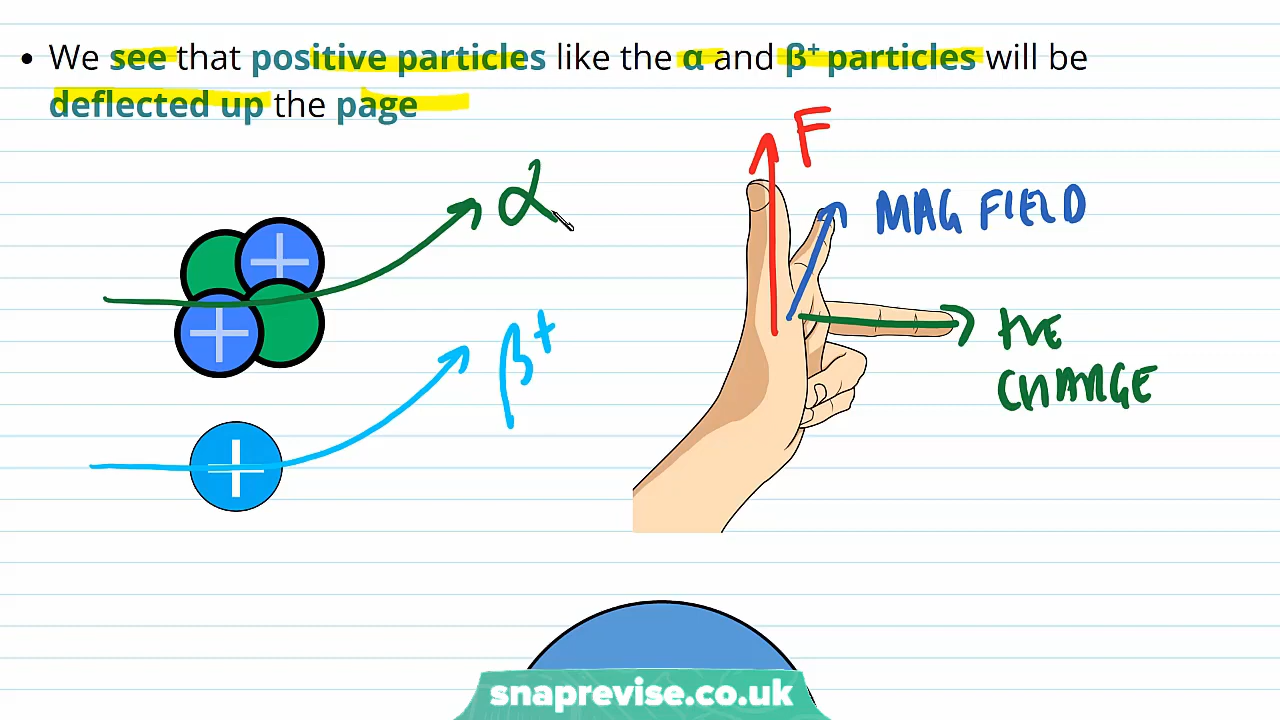 • We see that positive particles like the α and β⁺ particles will be
deflected up the page
F
α
MAG FIELD
β⁺
+VE
CHARGE
+
+
+
snaprevise.co.uk